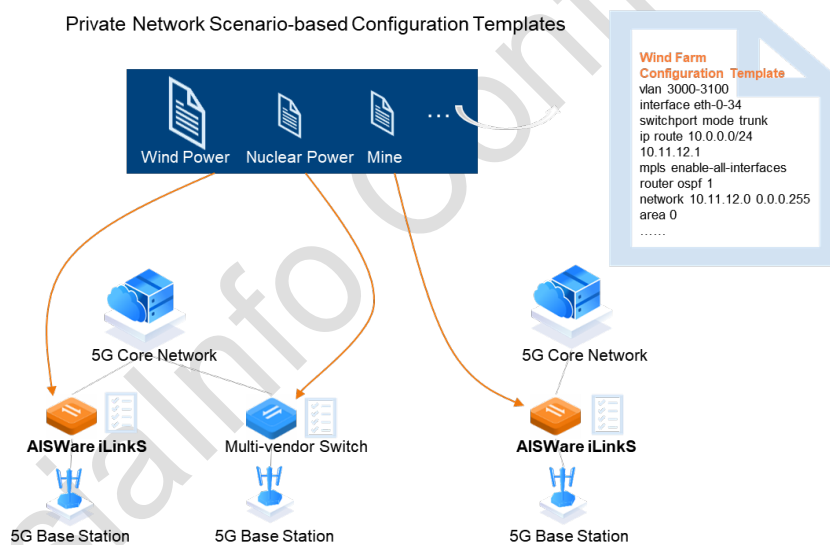 Private Network Scenario-based Configuration Templates
Wind Farm
Configuration Template
vlan 3000-3100
interface eth-0-34
switchport mode trunk
ip route 10.0.0.0/24
10.11.12.1
mpls enable-all-interfaces
router ospf 1
network 10.11.12.0 0.0.0.255
area 0
......
Wind Power Nuclear Power Mine ...
5G Core Network 5G Core Network
AISWare iLinkS Multi-vendor Switch AISWare iLinkS
5G Base Station 5G Base Station 5G Base Station